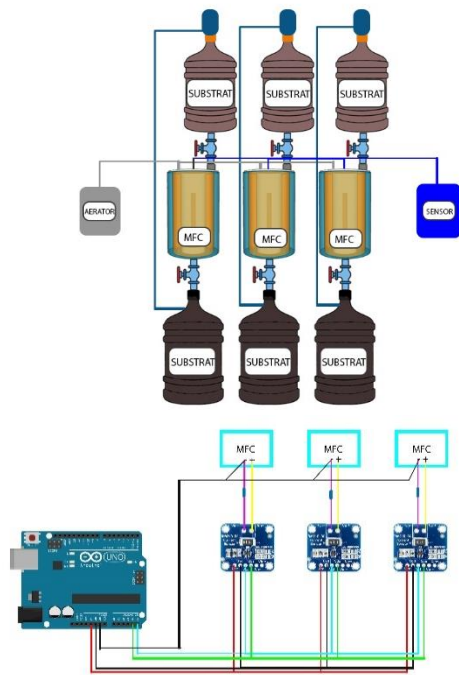 SUBSTRAT
SUBSTRAT
SUBSTRAT
AERATOR
MFC
MFC
MFC
SENSOR
SUBSTRAT
SUBSTRAT
SUBSTRAT
MFC
- +
MFC
- +
MFC
- +
UNO